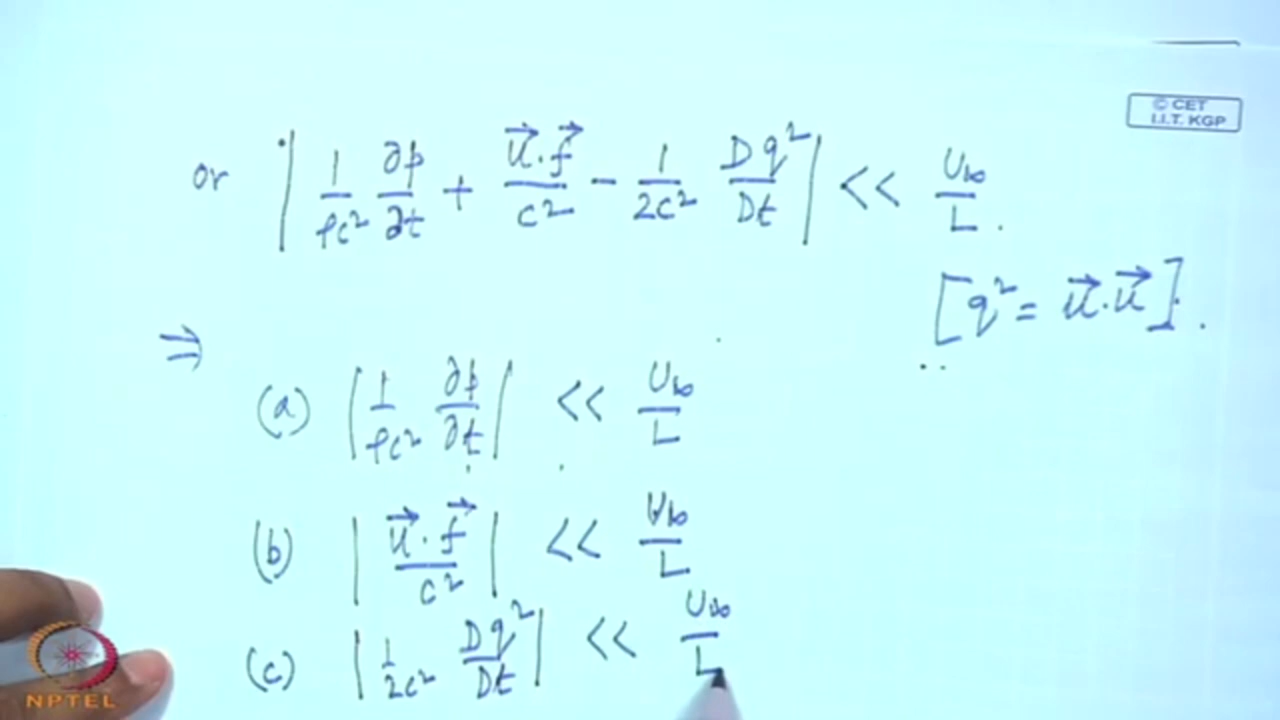 © CET
I.I.T. KGP
or | 1/ρc² ∂p/∂t + u⃗.f⃗/c² - 1/2c² Dq²/Dt | << U∞/L .
[q² = u⃗.u⃗].
⇒
(a) | 1/ρc² ∂p/∂t | << U∞/L
(b) | u⃗.f⃗/c² | << U∞/L
(c) | 1/2c² Dq²/Dt | << U∞/L
NPTEL